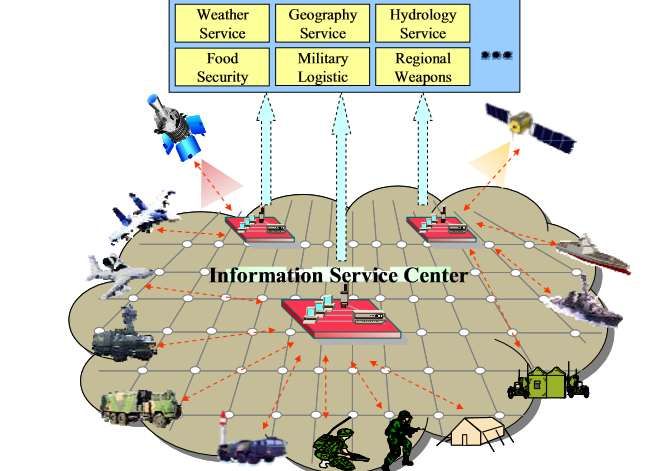 Weather
Service
Geography
Service
Hydrology
Service
Food
Security
Military
Logistic
Regional
Weapons
Information Service Center